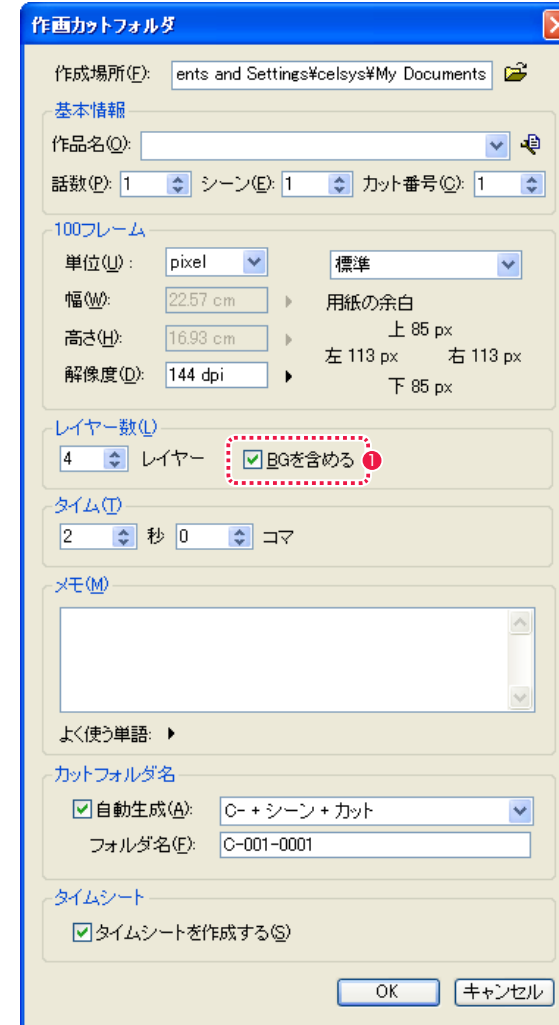 作画カットフォルダ
作成場所(F): ents and Settings¥celsys¥My Documents
基本情報
作品名(O):
話数(P): 1 シーン(E): 1 カット番号(C): 1
100フレーム
単位(U) : pixel 標準
幅(W): 22.57 cm 用紙の余白
高さ(H): 16.93 cm 上 85 px
左 113 px 右 113 px
解像度(D): 144 dpi 下 85 px
レイヤー数(L)
4 レイヤー BGを含める 1
タイム(T)
2 秒 0 コマ
メモ(M)
よく使う単語:
カットフォルダ名
自動生成(A): C- + シーン + カット
フォルダ名(F): C-001-0001
タイムシート
タイムシートを作成する(S)
OK キャンセル